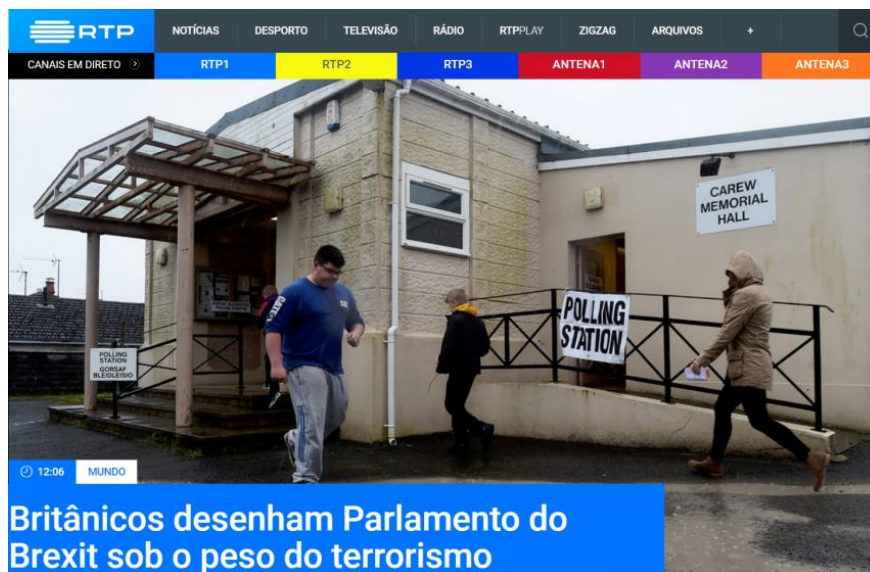 RTP
NOTÍCIAS DESPORTO TELEVISÃO RÁDIO RTPPLAY ZIGZAG ARQUIVOS +
CANAIS EM DIRETO RTP1 RTP2 RTP3 ANTENA1 ANTENA2 ANTENA3
CAREW
MEMORIAL
HALL
POLLING
STATION
POLLING
STATION
GORSAF
BLEIDLEISIO
CAT
12:06 MUNDO
Britânicos desenham Parlamento do
Brexit sob o peso do terrorismo